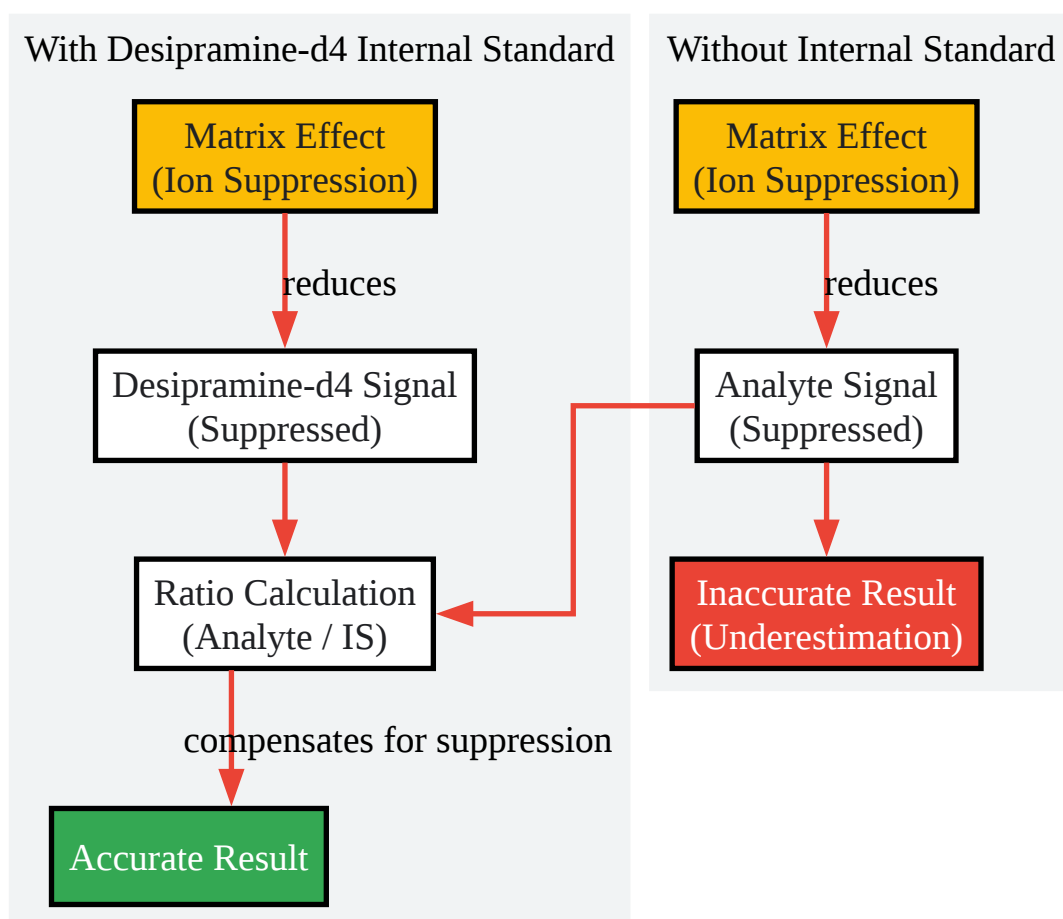 With Desipramine-d4 Internal Standard
Matrix Effect
(Ion Suppression)
reduces
Desipramine-d4 Signal
(Suppressed)
Ratio Calculation
(Analyte / IS)
compensates for suppression
Accurate Result
Without Internal Standard
Matrix Effect
(Ion Suppression)
reduces
Analyte Signal
(Suppressed)
Inaccurate Result
(Underestimation)